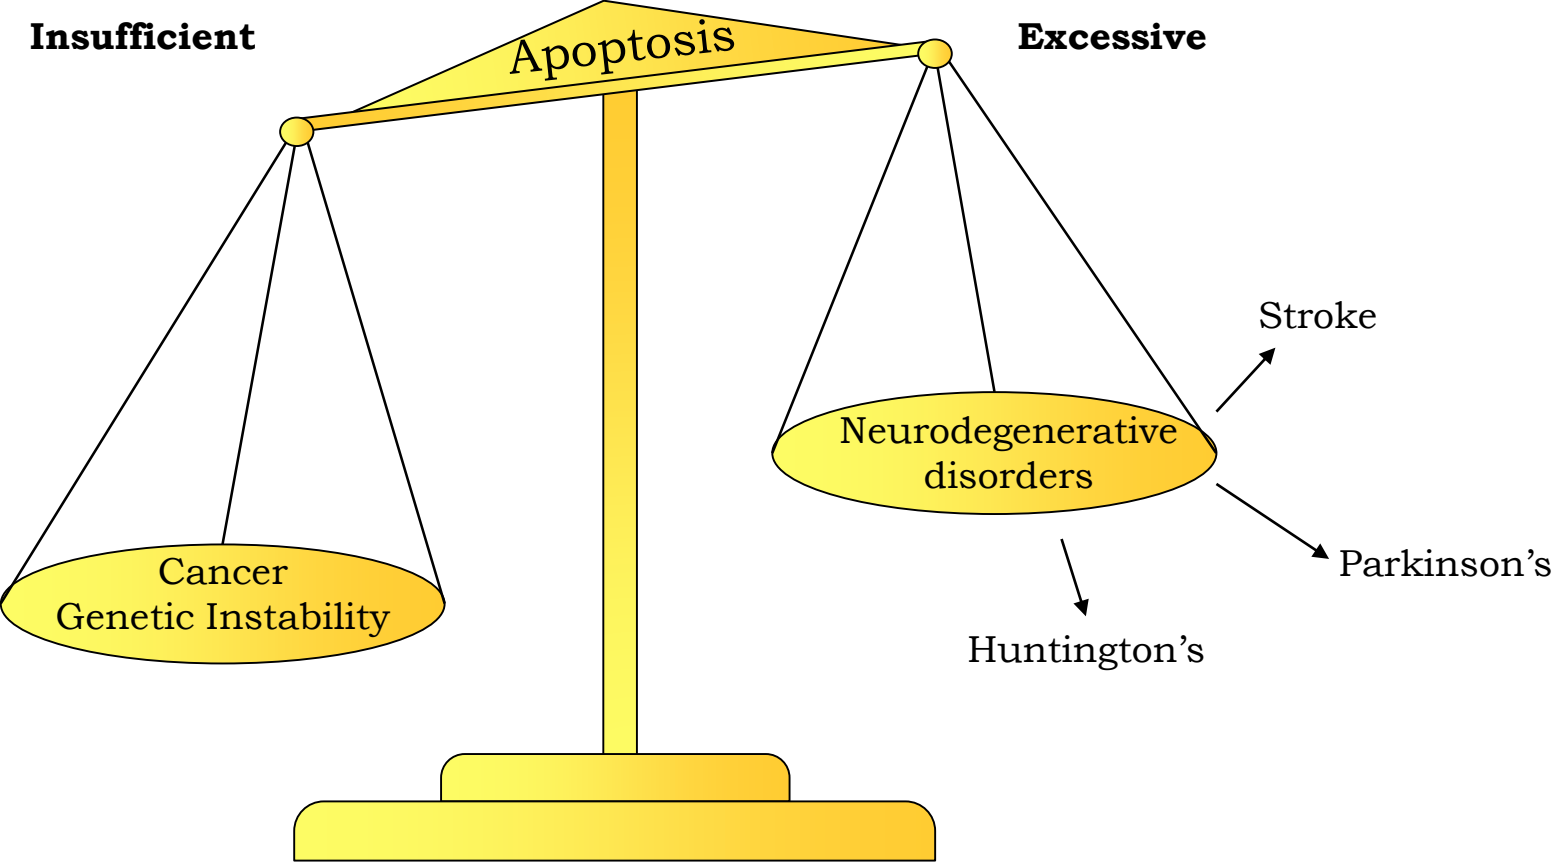 Insufficient
Apoptosis
Excessive
Stroke
Neurodegenerative
disorders
Cancer
Genetic Instability
Parkinson’s
Huntington’s